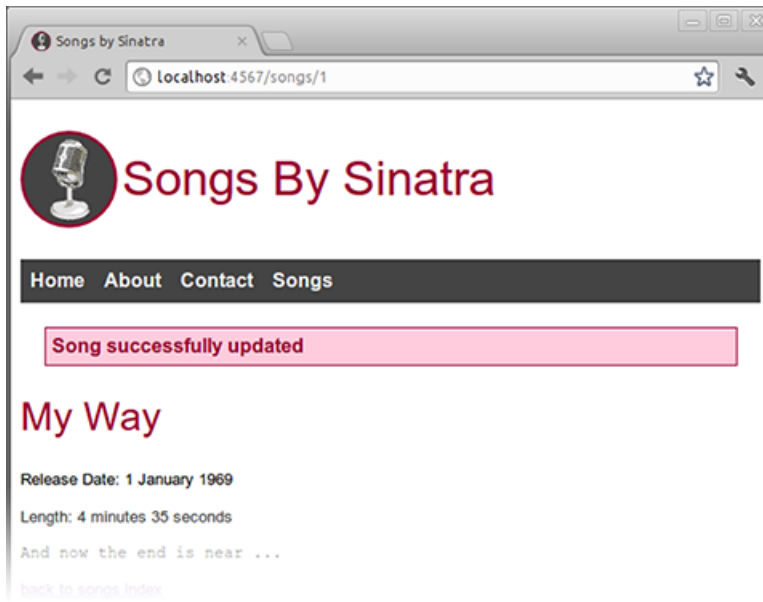 Songs by Sinatra
localhost:4567/songs/1
Songs By Sinatra
Home About Contact Songs
Song successfully updated
My Way
Release Date: 1 January 1969
Length: 4 minutes 35 seconds
And now the end is near ...
back to songs index